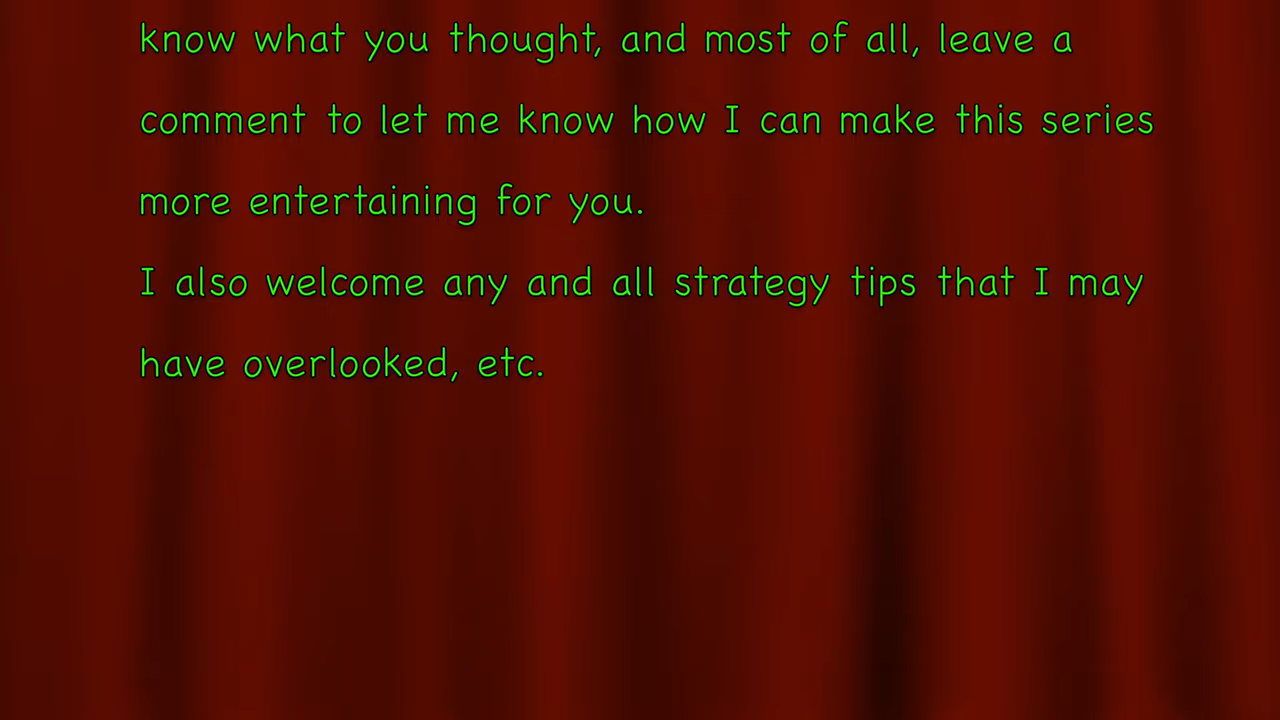 know what you thought, and most of all, leave a
comment to let me know how I can make this series
more entertaining for you.
I also welcome any and all strategy tips that I may
have overlooked, etc.